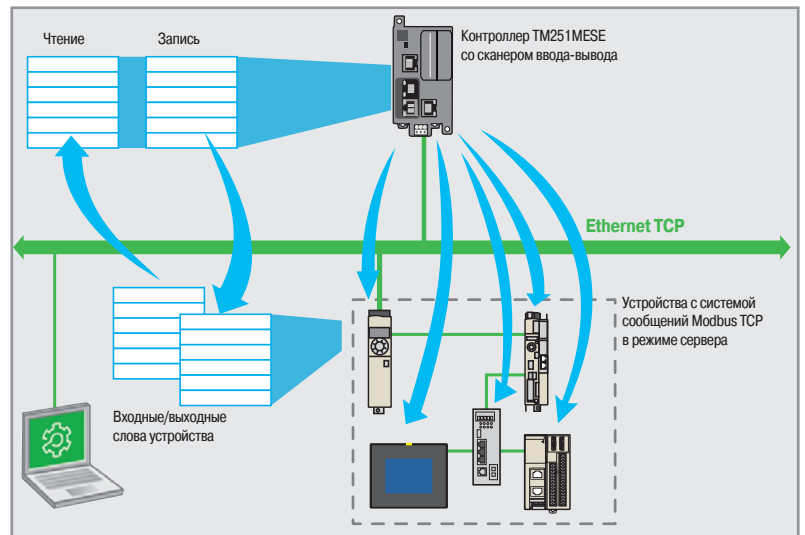 Чтение
Запись
Контроллер TM251MESE
со сканером ввода-вывода
Ethernet TCP
Устройства с системой
сообщений Modbus TCP
в режиме сервера
Входные/выходные
слова устройства